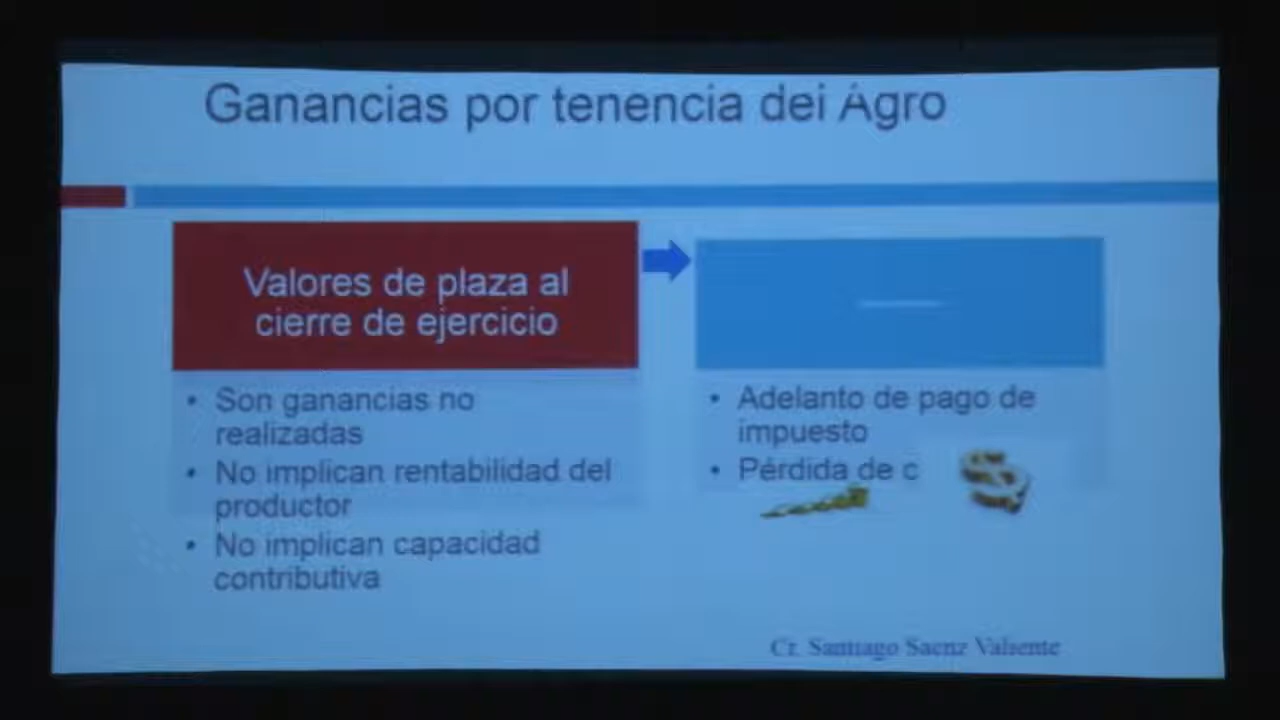 Ganancias por tenencia del Agro
Valores de plaza al
cierre de ejercicio
• Son ganancias no
realizadas
• No implican rentabilidad del
productor
• No implican capacidad
contributiva
• Adelanto de pago de
impuesto
• Pérdida de c
Cr. Santiago Saenz Valiente